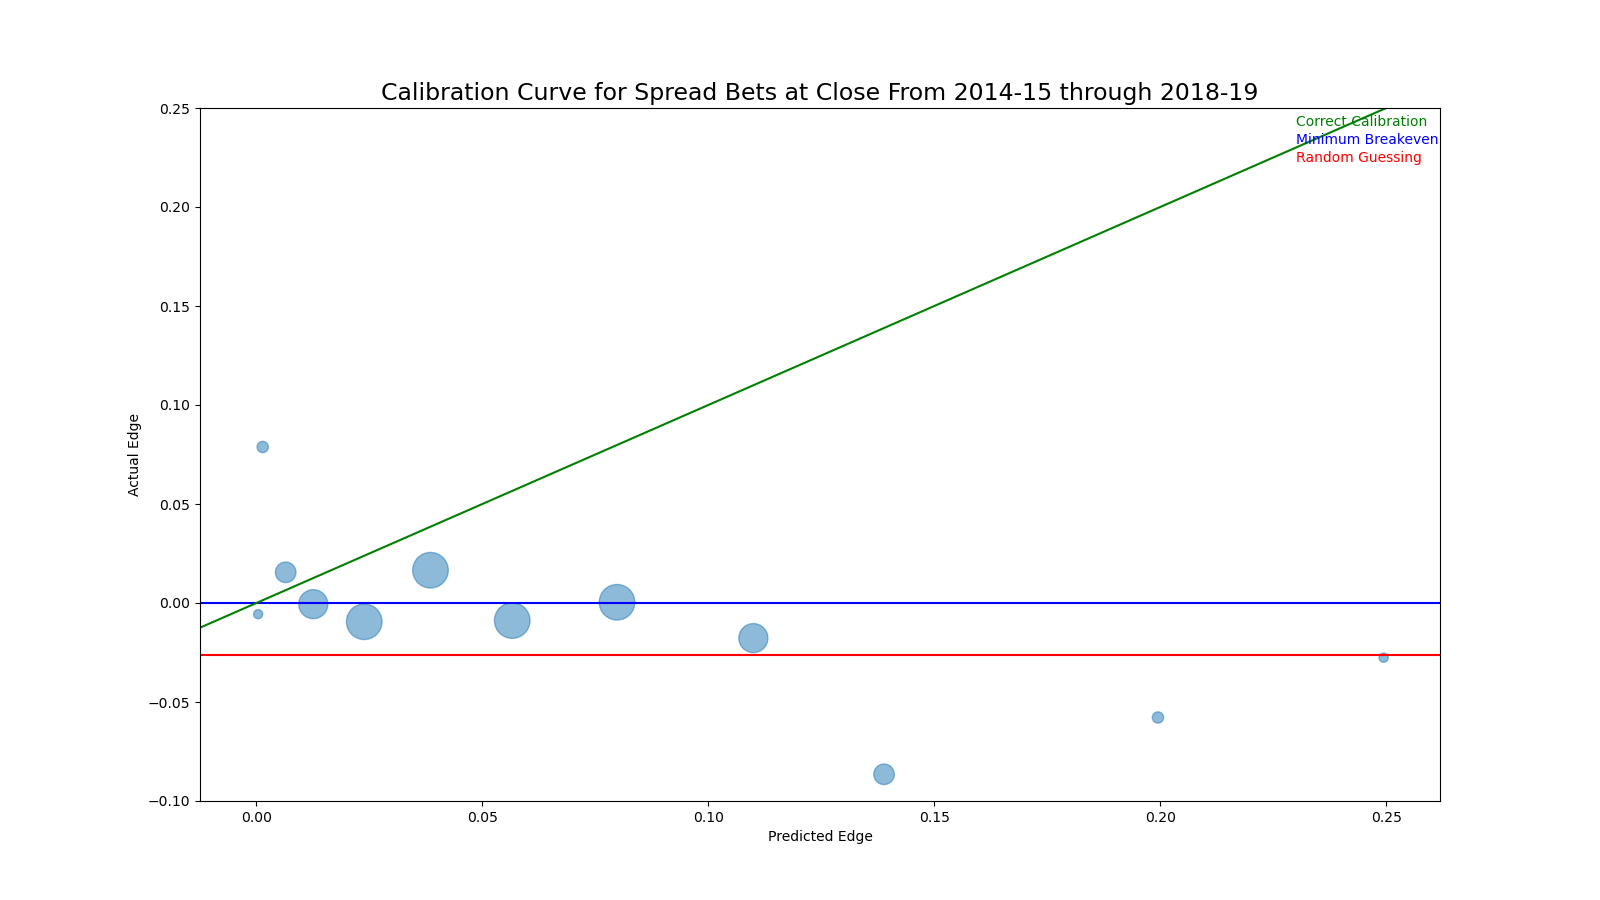 Calibration Curve for Spread Bets at Close From 2014-15 through 2018-19
Correct Calibration
Minimum Breakeven
Random Guessing
0.25
0.20
0.15
0.10
0.05
0.00
−0.05
−0.10
Actual Edge
0.00 0.05 0.10 0.15 0.20 0.25
Predicted Edge